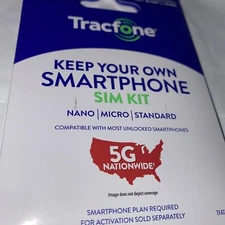 Tracfone
KEEP YOUR OWN
SMARTPHONE
SIM KIT
NANO | MICRO | STANDARD
COMPATIBLE WITH MOST UNLOCKED SMARTPHONES
5G
NATIONWIDE†
Image does not depict coverage
SMARTPHONE PLAN REQUIRED
FOR ACTIVATION SOLD SEPARATELY